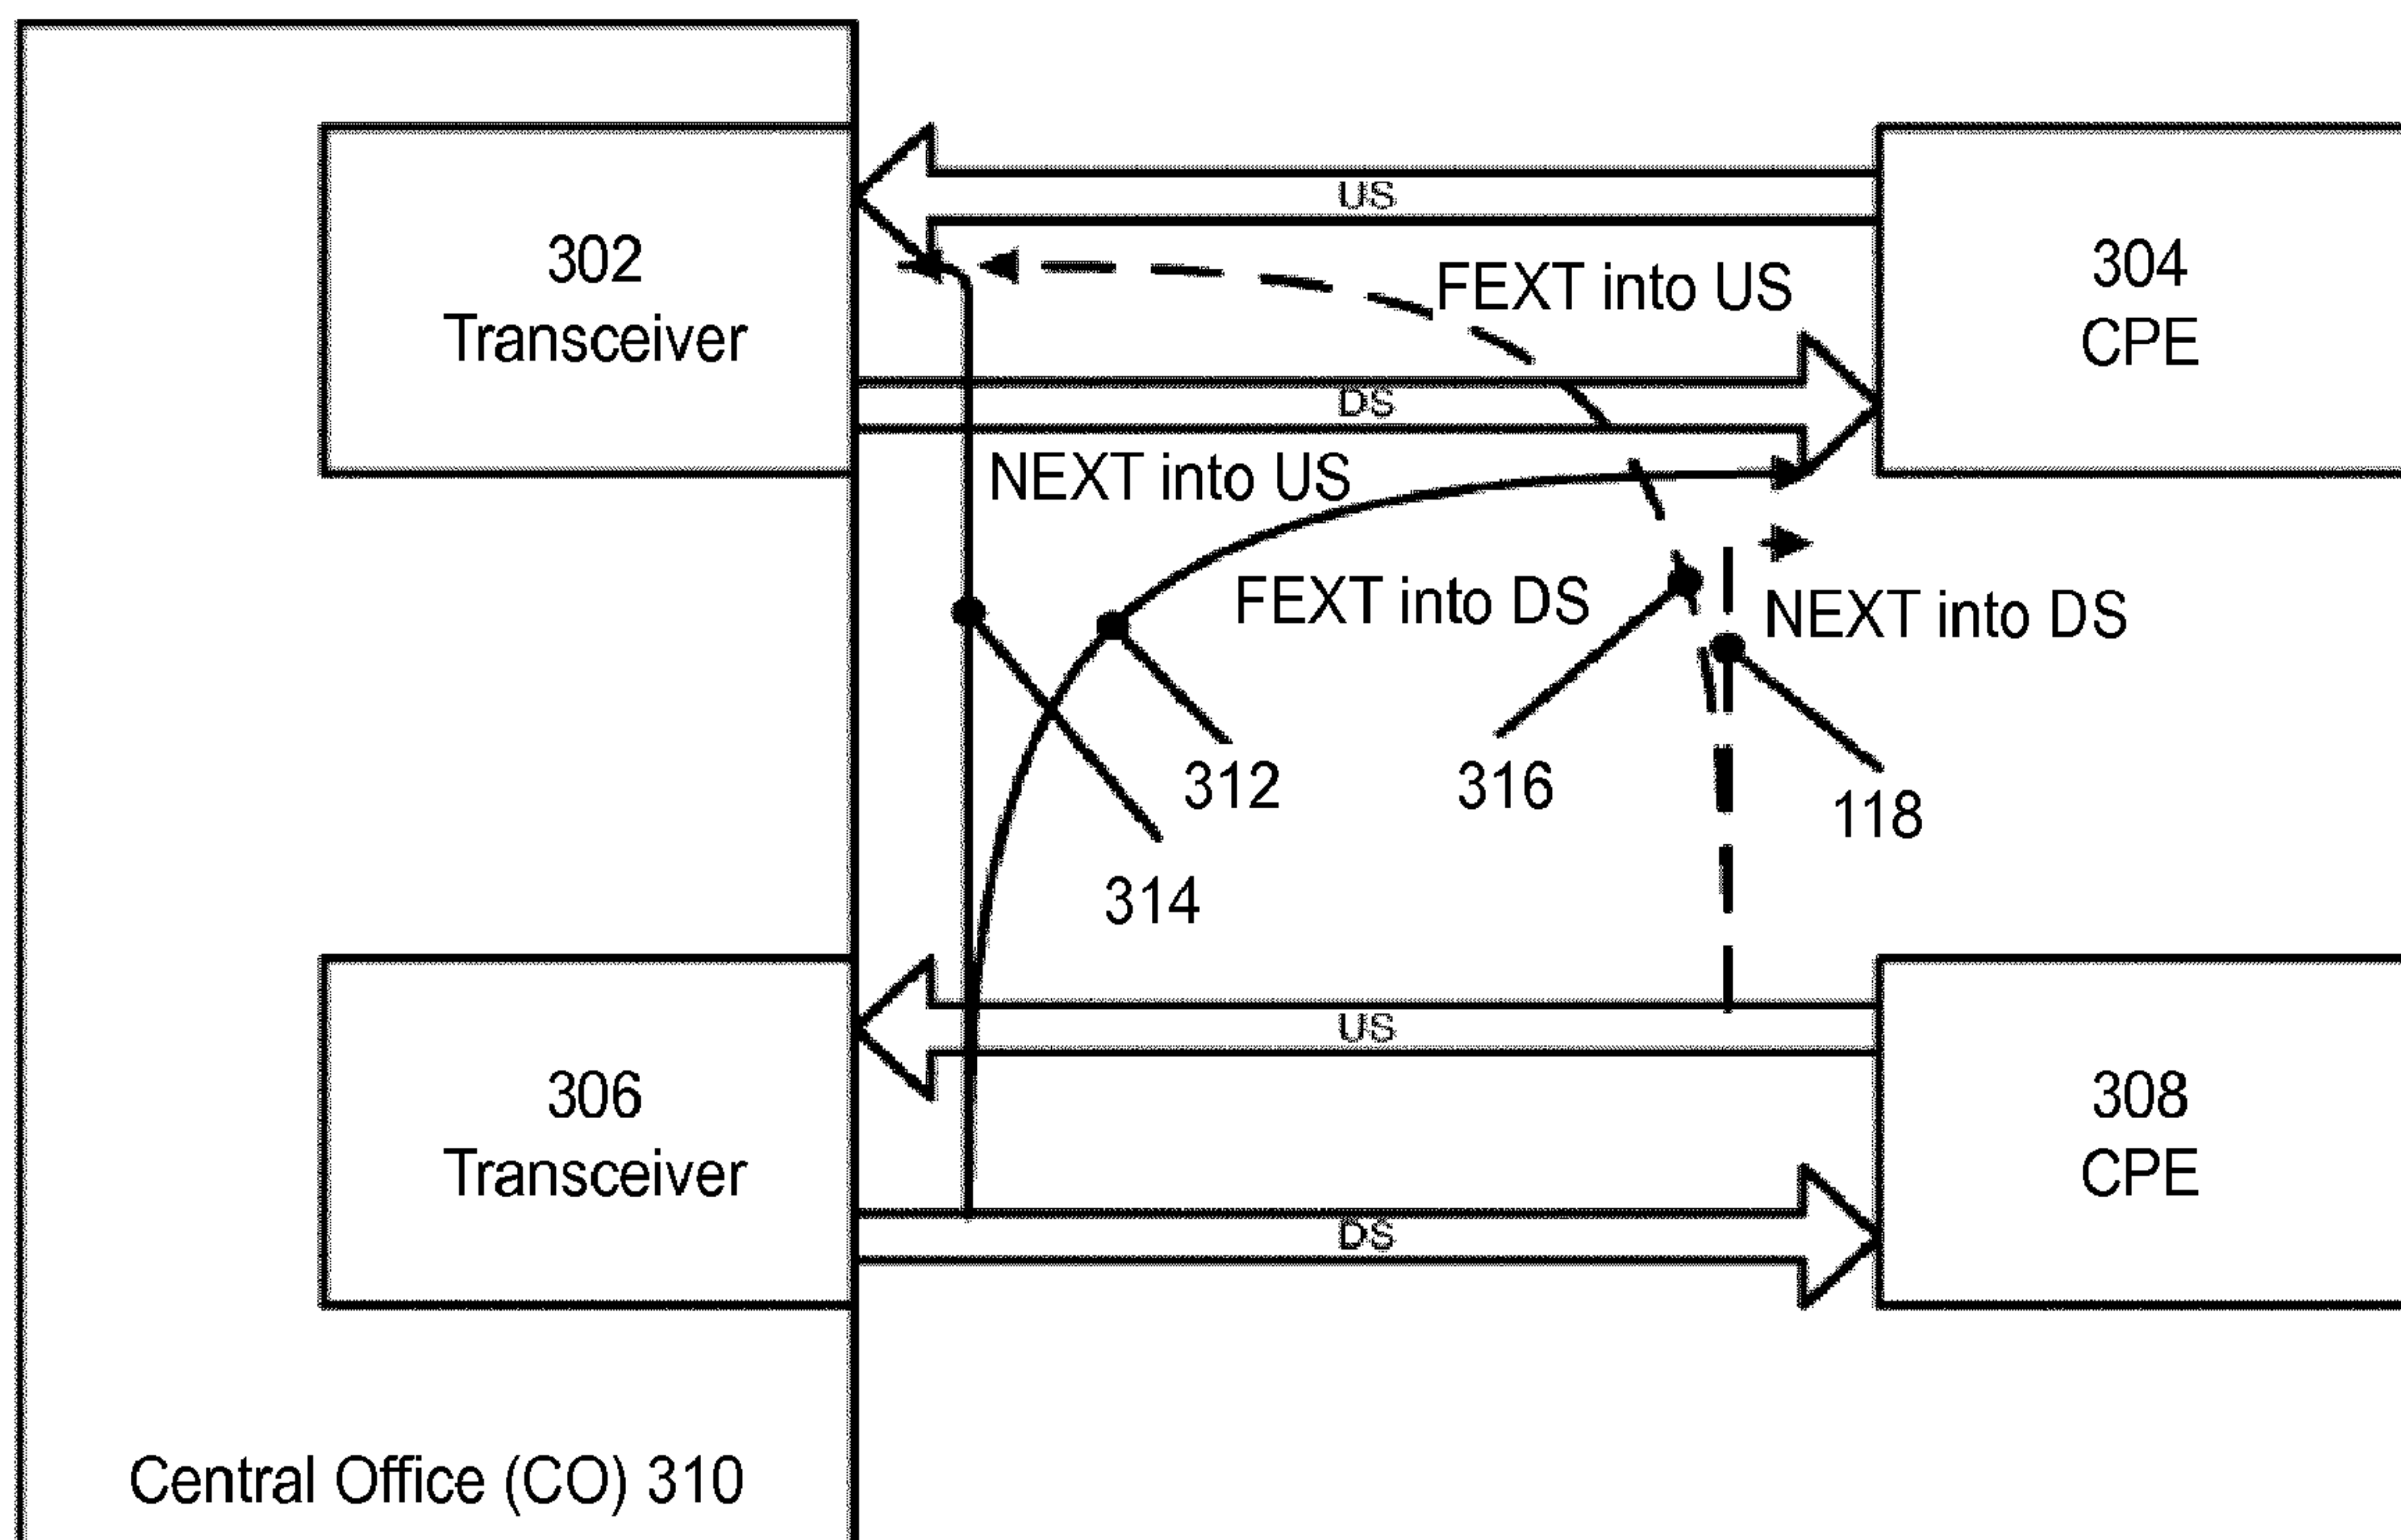 US
302
Transceiver
304
CPE
FEXT into US
DS
NEXT into US
FEXT into DS
NEXT into DS
312
316
118
314
US
306
Transceiver
308
CPE
DS
Central Office (CO) 310